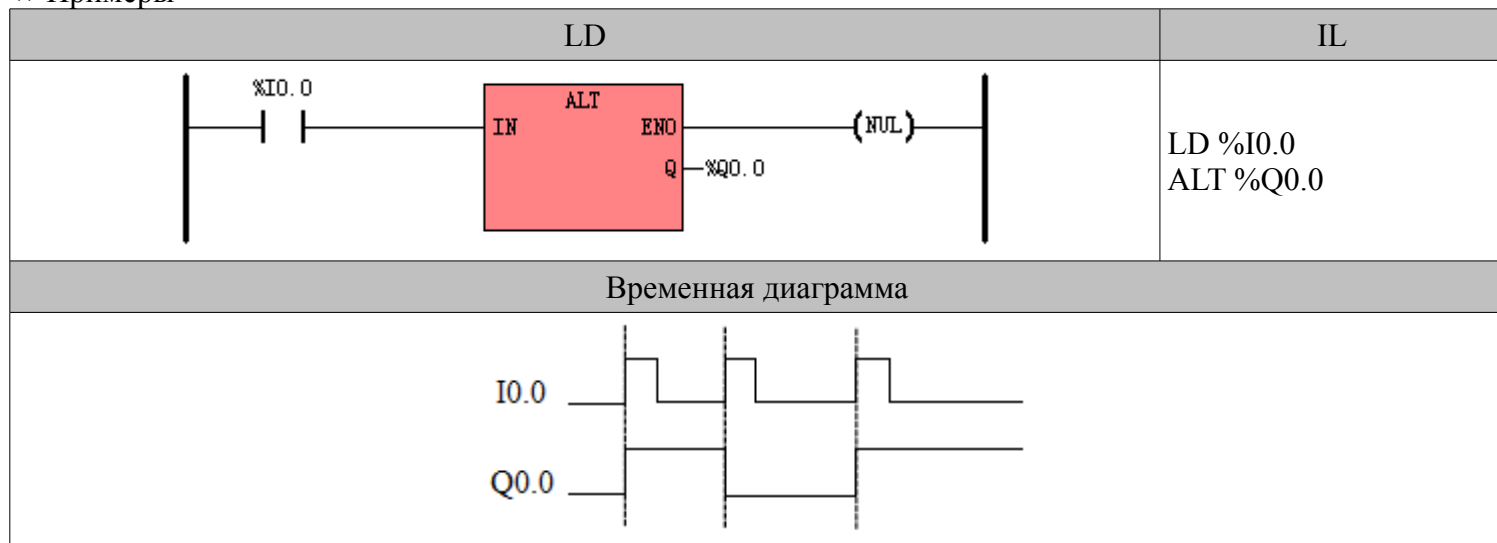 Примеры
LD
IL
%I0.0
ALT
IN
ENO
(NUL)
Q
%Q0.0
LD %I0.0
ALT %Q0.0
Временная диаграмма
I0.0
Q0.0